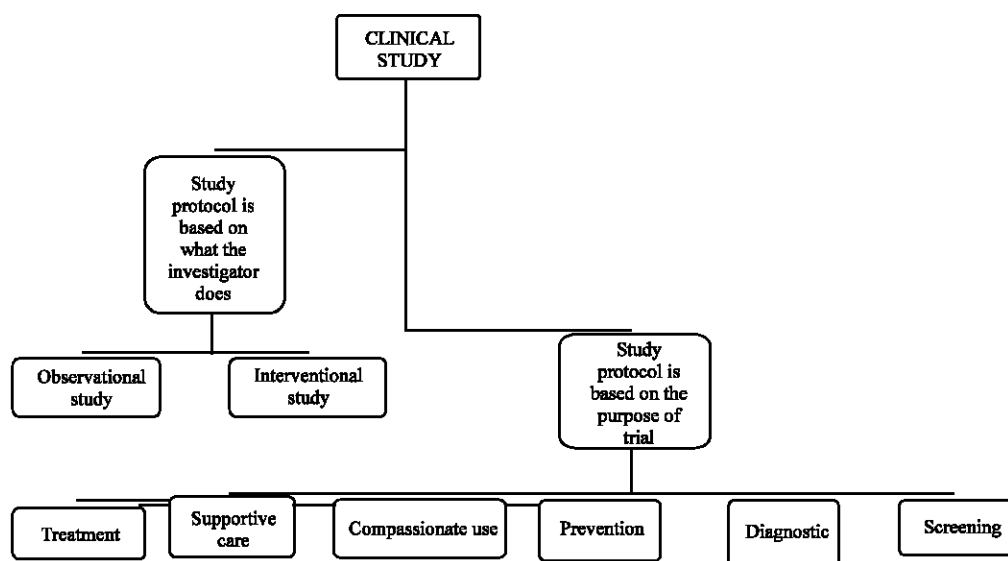 CLINICAL
STUDY
Study
protocol is
based on
what the
investigator
does
Observational
study
Interventional
study
Study
protocol is
based on the
purpose of
trial
Treatment
Supportive
care
Compassionate use
Prevention
Diagnostic
Screening